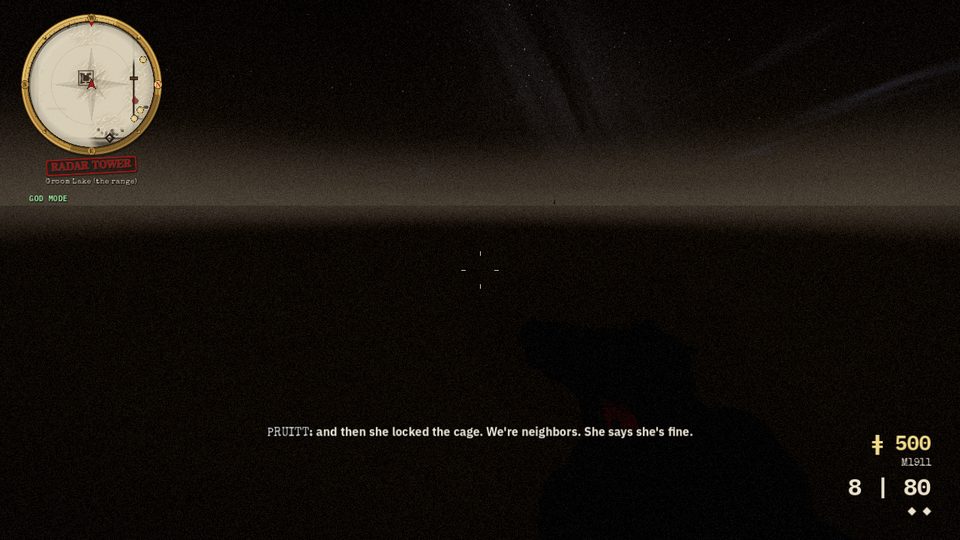 RADAR TOWER
Groom Lake (the range)
GOD MODE
PRUITT: and then she locked the cage. We're neighbors. She says she's fine.
500
M1911
8 | 80